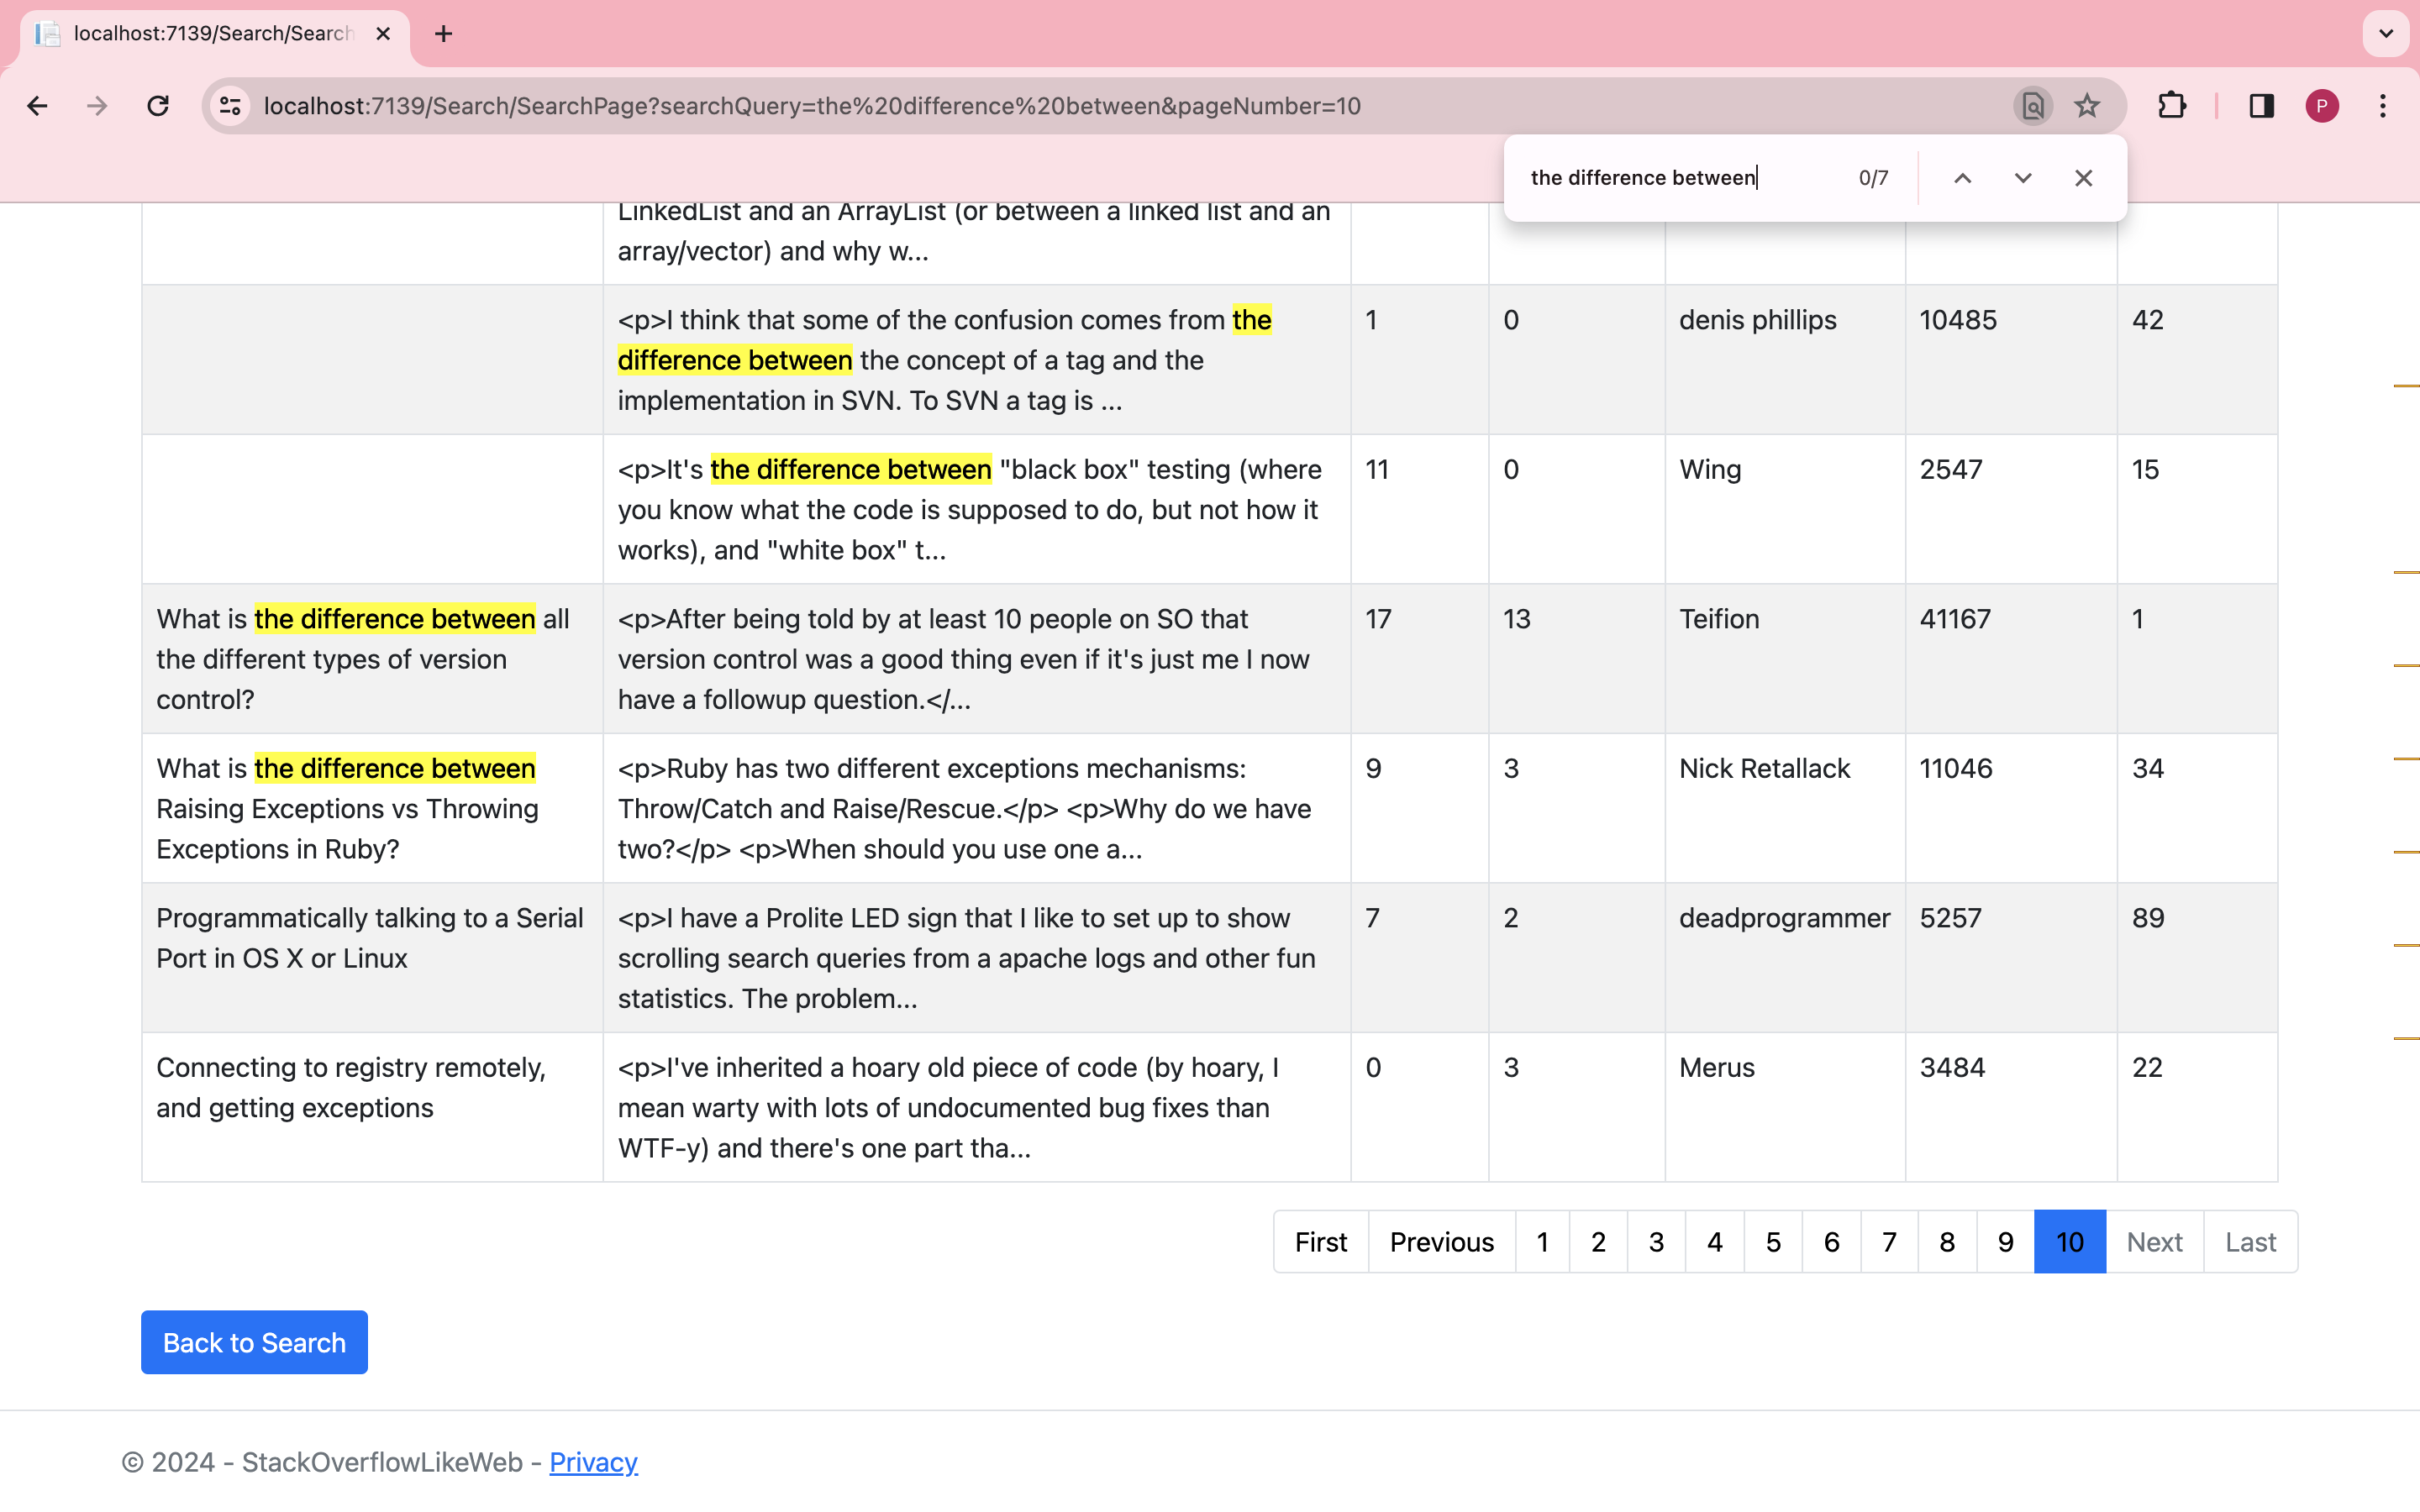 localhost:7139/Search/Search
localhost:7139/Search/SearchPage?searchQuery=the%20difference%20between&pageNumber=10
P
the difference between
0/7
LinkedList and an ArrayList (or between a linked list and an
array/vector) and why w...
<p>I think that some of the confusion comes from the
difference between the concept of a tag and the
implementation in SVN. To SVN a tag is ...
1
0
denis phillips
10485
42
<p>It's the difference between "black box" testing (where
you know what the code is supposed to do, but not how it
works), and "white box" t...
11
0
Wing
2547
15
What is the difference between all
the different types of version
control?
<p>After being told by at least 10 people on SO that
version control was a good thing even if it's just me I now
have a followup question.</...
17
13
Teifion
41167
1
What is the difference between
Raising Exceptions vs Throwing
Exceptions in Ruby?
<p>Ruby has two different exceptions mechanisms:
Throw/Catch and Raise/Rescue.</p> <p>Why do we have
two?</p> <p>When should you use one a...
9
3
Nick Retallack
11046
34
Programmatically talking to a Serial
Port in OS X or Linux
<p>I have a Prolite LED sign that I like to set up to show
scrolling search queries from a apache logs and other fun
statistics. The problem...
7
2
deadprogrammer
5257
89
Connecting to registry remotely,
and getting exceptions
<p>I've inherited a hoary old piece of code (by hoary, I
mean warty with lots of undocumented bug fixes than
WTF-y) and there's one part tha...
0
3
Merus
3484
22
First Previous 1 2 3 4 5 6 7 8 9 10 Next Last
Back to Search
© 2024 - StackOverflowLikeWeb - Privacy